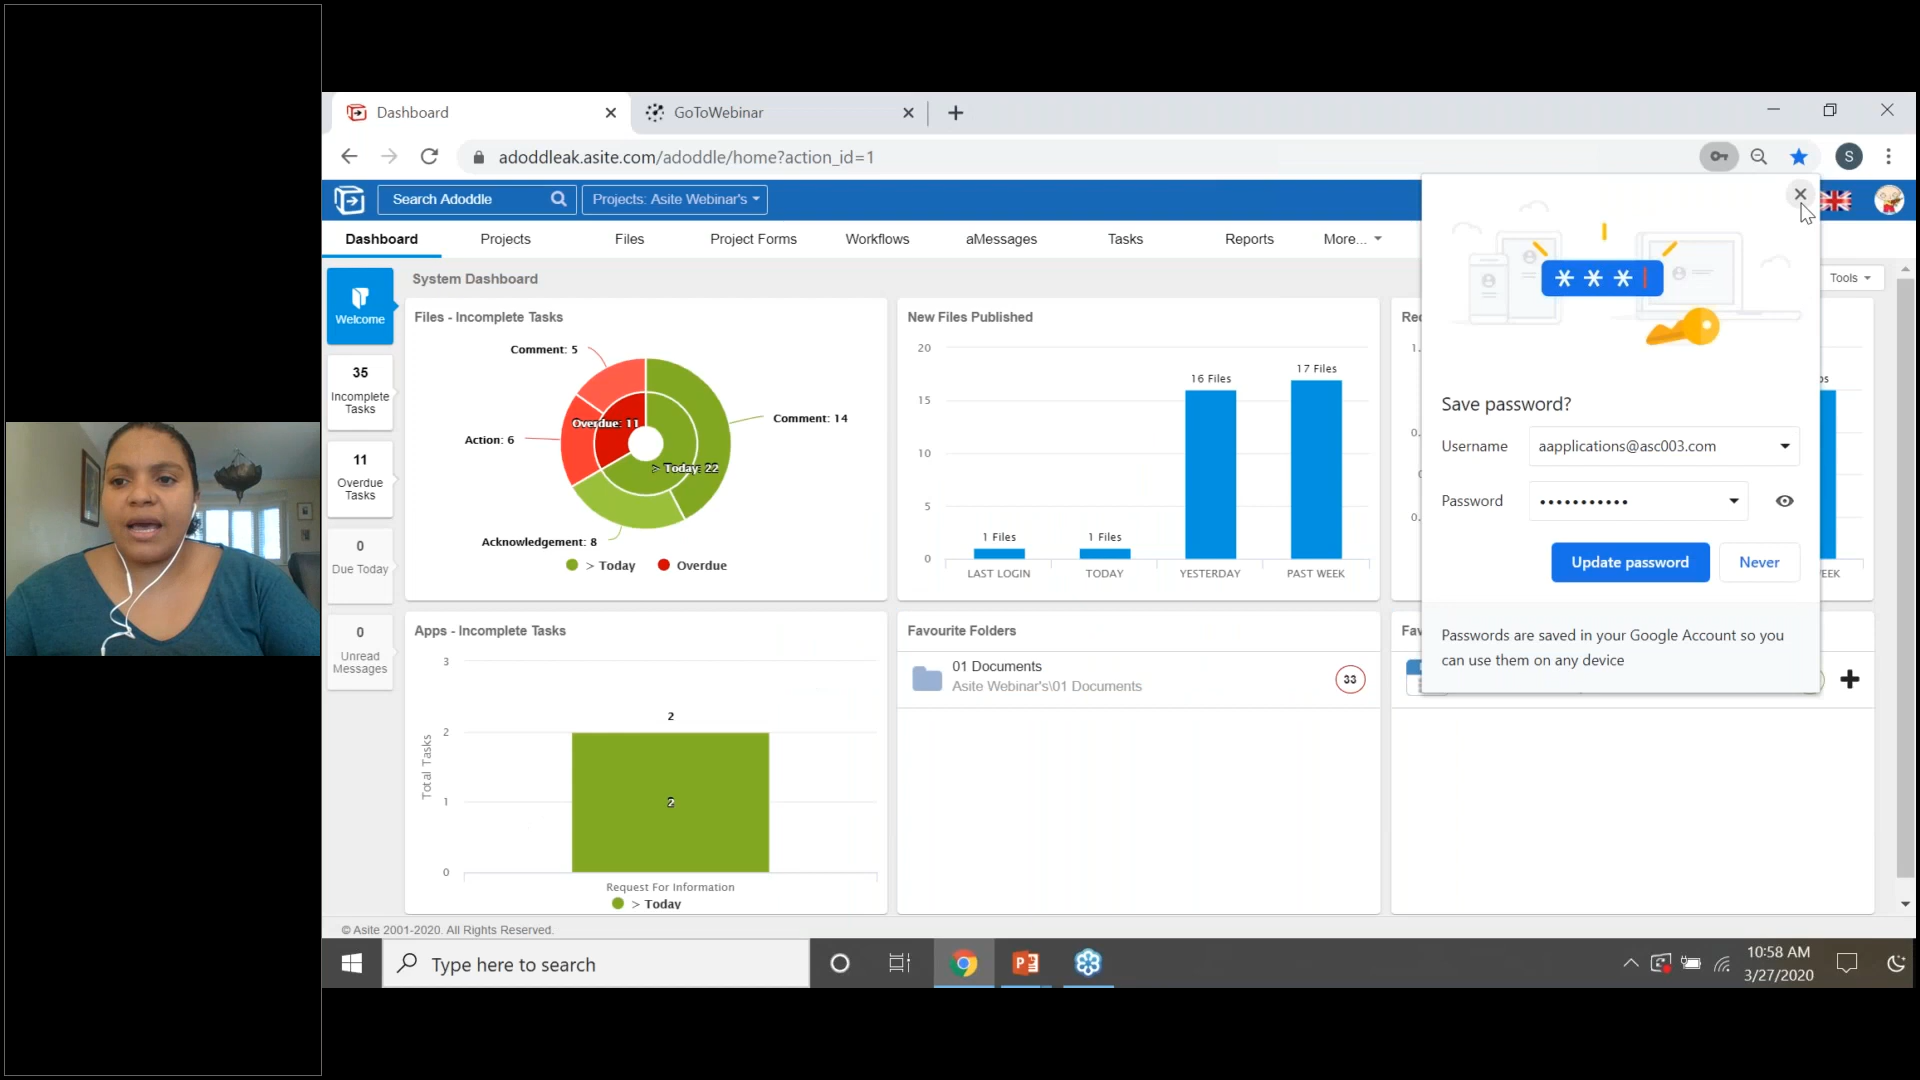 Dashboard
GoToWebinar
adoddleak.asite.com/adoddle/home?action_id=1
S
Search Adoddle
Projects: Asite Webinar's
Dashboard
Projects
Files
Project Forms
Workflows
aMessages
Tasks
Reports
More...
Welcome
35
Incomplete
Tasks
11
Overdue
Tasks
0
Due Today
0
Unread
Messages
System Dashboard
Tools
Files - Incomplete Tasks
Comment: 5
Overdue: 11
Comment: 14
Action: 6
> Today: 22
Acknowledgement: 8
> Today
Overdue
New Files Published
20
15
10
5
0
1 Files
1 Files
16 Files
17 Files
LAST LOGIN
TODAY
YESTERDAY
PAST WEEK
Rec
1.
0.
0.
EEK
Save password?
Username
aapplications@asc003.com
Password
•••••••••••
Update password
Never
Passwords are saved in your Google Account so you
can use them on any device
Apps - Incomplete Tasks
Total Tasks
3
2
1
0
2
2
Request For Information
> Today
Favourite Folders
01 Documents
Asite Webinar's\01 Documents
33
Fav
© Asite 2001-2020. All Rights Reserved.
Type here to search
10:58 AM
3/27/2020